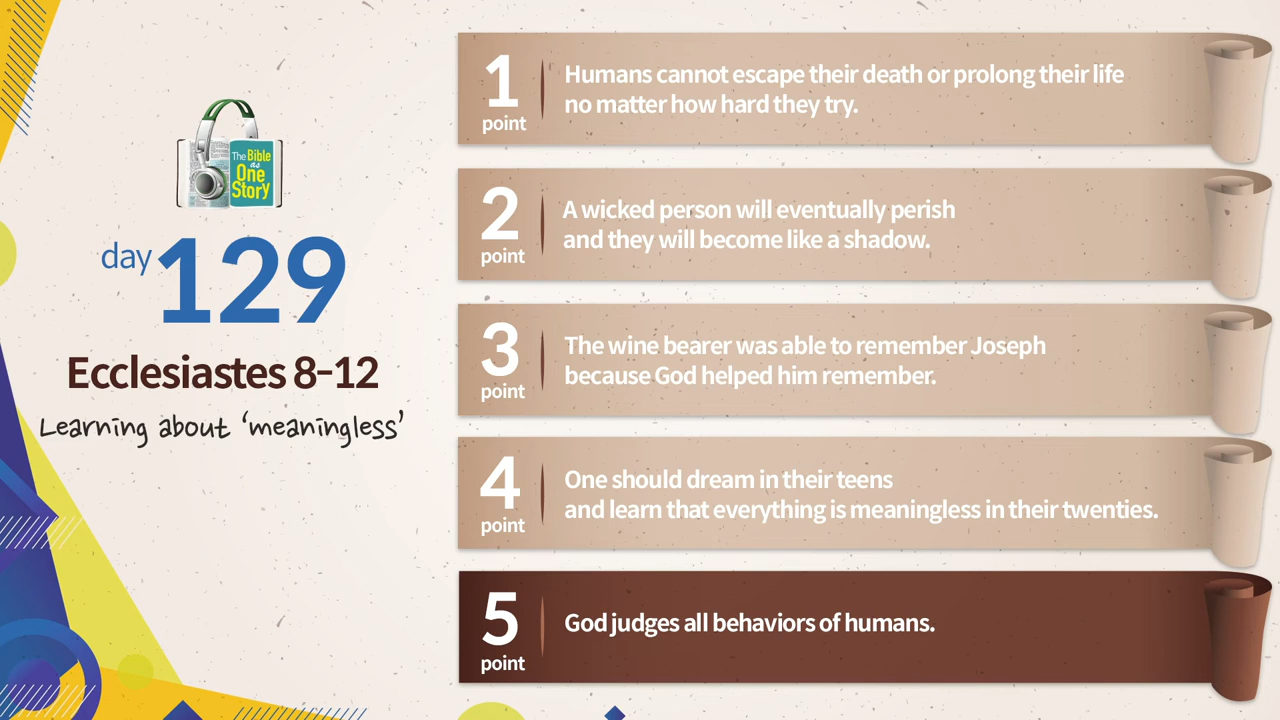 The Bible
as
One
Story
day 129
Ecclesiastes 8-12
Learning about ‘meaningless’
1
point
Humans cannot escape their death or prolong their life
no matter how hard they try.
2
point
A wicked person will eventually perish
and they will become like a shadow.
3
point
The wine bearer was able to remember Joseph
because God helped him remember.
4
point
One should dream in their teens
and learn that everything is meaningless in their twenties.
5
point
God judges all behaviors of humans.